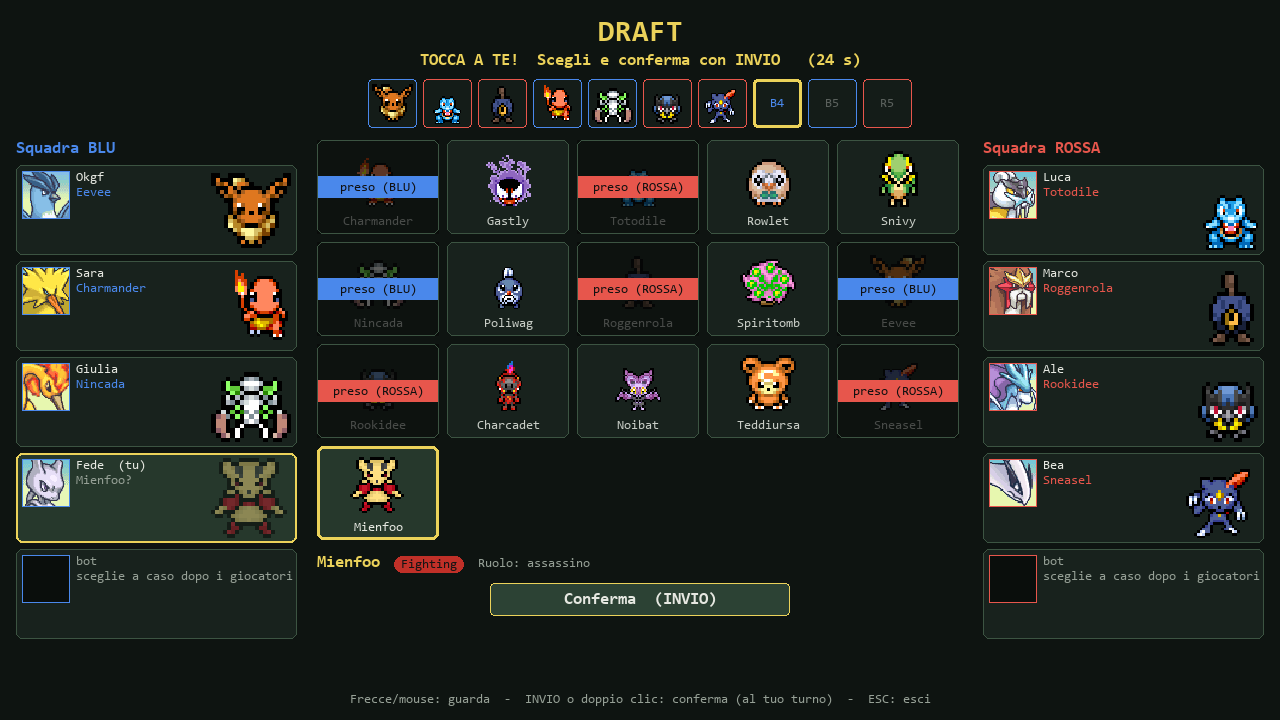 DRAFT
TOCCA A TE!  Scegli e conferma con INVIO   (24 s)
B4
B5
R5
Squadra BLU
Okgf
Eevee
Sara
Charmander
Giulia
Nincada
Fede  (tu)
Mienfoo?
bot
sceglie a caso dopo i giocatori
preso (BLU)
Charmander
Gastly
preso (ROSSA)
Totodile
Rowlet
Snivy
preso (BLU)
Nincada
Poliwag
preso (ROSSA)
Roggenrola
Spiritomb
preso (BLU)
Eevee
preso (ROSSA)
Rookidee
Charcadet
Noibat
Teddiursa
preso (ROSSA)
Sneasel
Mienfoo
Mienfoo Fighting Ruolo: assassino
Conferma  (INVIO)
Squadra ROSSA
Luca
Totodile
Marco
Roggenrola
Ale
Rookidee
Bea
Sneasel
bot
sceglie a caso dopo i giocatori
Frecce/mouse: guarda  -  INVIO o doppio clic: conferma (al tuo turno)  -  ESC: esci